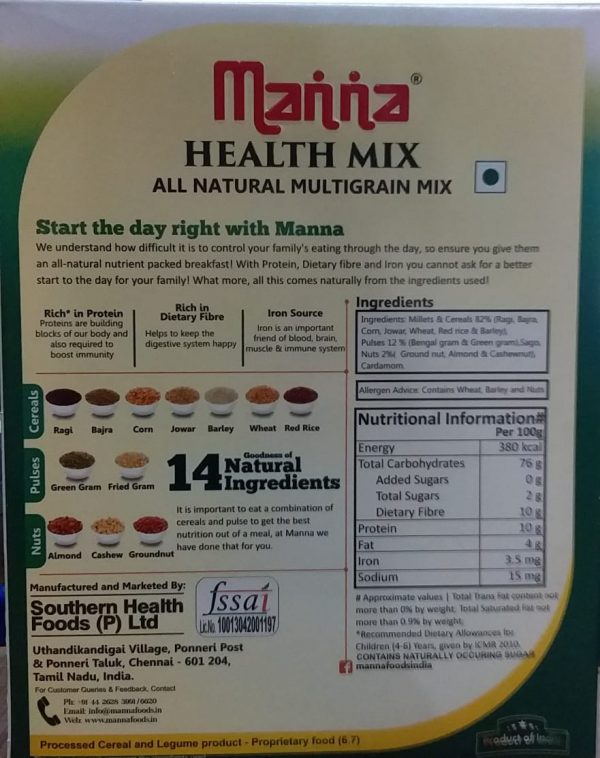 Manna®
HEALTH MIX
ALL NATURAL MULTIGRAIN MIX
Start the day right with Manna
We understand how difficult it is to control your family's eating through the day, so ensure you give them
an all-natural nutrient packed breakfast! With Protein, Dietary fibre and Iron you cannot ask for a better
start to the day for your family! What more, all this comes naturally from the ingredients used!
Rich* in Protein
Proteins are building
blocks of our body and
also required to
boost immunity
Rich in
Dietary Fibre
Helps to keep the
digestive system happy
Iron Source
Iron is an important
friend of blood, brain,
muscle & immune system
Cereals
Ragi Bajra Corn Jowar Barley Wheat Red Rice
Pulses
Green Gram Fried Gram
Nuts
Almond Cashew Groundnut
14 Goodness of
Natural
Ingredients
It is important to eat a combination of
cereals and pulse to get the best
nutrition out of a meal, at Manna we
have done that for you.
Manufactured and Marketed By:
Southern Health
Foods (P) Ltd
fssai
Lic.No. 10013042001197
Uthandikandigai Village, Ponneri Post
& Ponneri Taluk, Chennai - 601 204,
Tamil Nadu, India.
For Customer Queries & Feedback, Contact
Ph: +91 44 2628 3991/6620
Email: info@mannafoods.in
Web: www.mannafoods.in
Ingredients
Ingredients: Millets & Cereals 82% (Ragi, Bajra,
Corn, Jowar, Wheat, Red rice & Barley),
Pulses 12 % (Bengal gram & Green gram),Sago,
Nuts 2%( Ground nut, Almond & Cashewnut),
Cardamom.
Allergen Advice: Contains Wheat, Barley and Nuts
Nutritional Information#
Per 100g
Energy 380 kcal
Total Carbohydrates 76 g
Added Sugars 0 g
Total Sugars 2 g
Dietary Fibre 10 g
Protein 10 g
Fat 4 g
Iron 3.5 mg
Sodium 15 mg
# Approximate values | Total Trans Fat content not
more than 0% by weight. Total Saturated Fat not
more than 0.9% by weight.
*Recommended Dietary Allowances for
Children (4-6) Years, given by ICMR 2010.
CONTAINS NATURALLY OCCURING SUGAR
mannafoodsindia
Processed Cereal and Legume product - Proprietary food (6.7)
Product of India